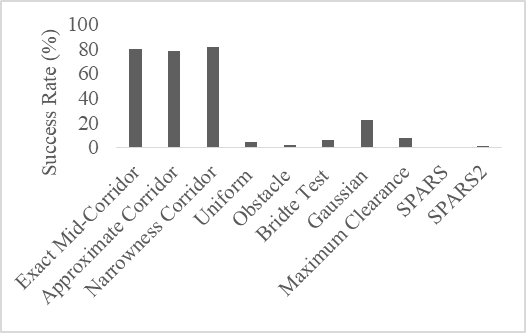 Success Rate (%)
100
80
60
40
20
0
Exact Mid-Corridor
Approximate Corridor
Narrowness Corridor
Uniform
Obstacle
Bridte Test
Gaussian
Maximum Clearance
SPARS
SPARS2